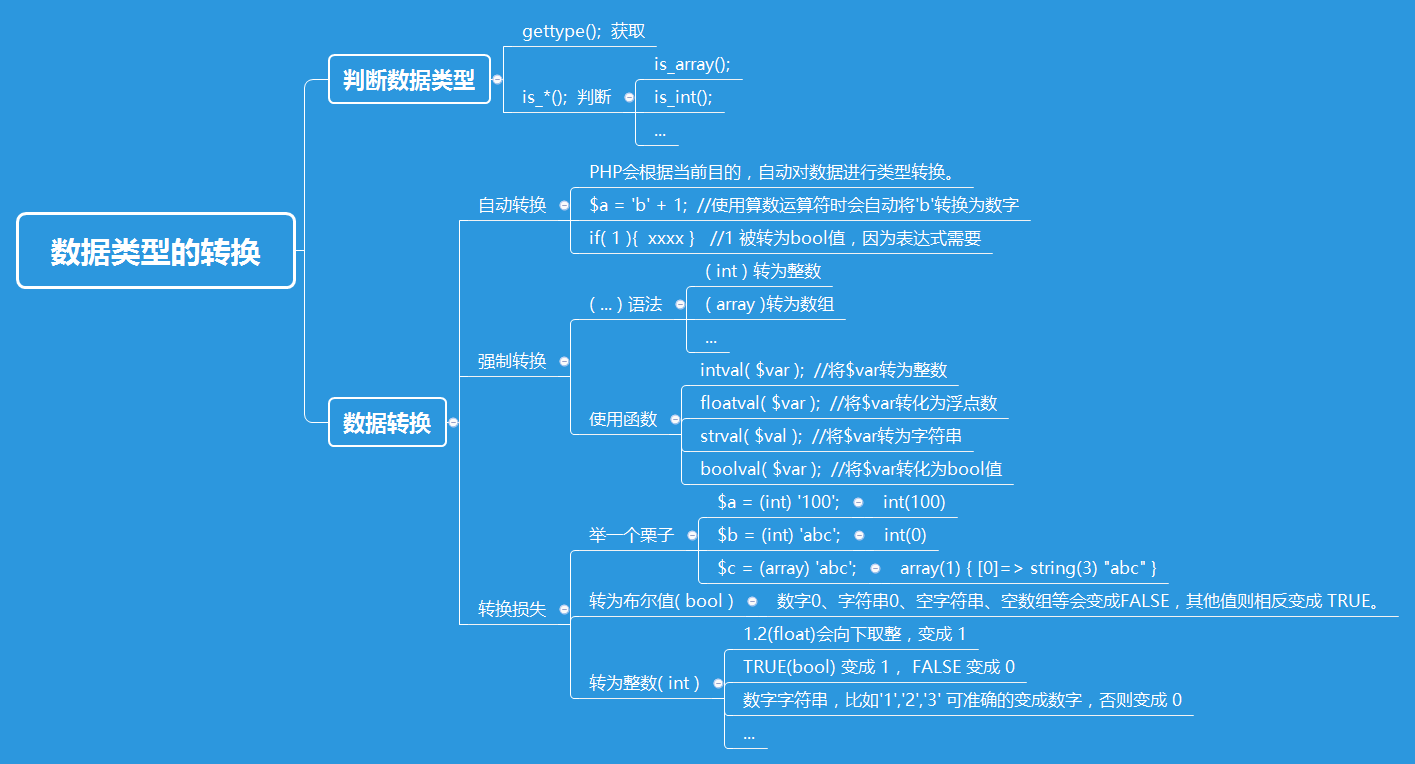 数据类型的转换
判断数据类型
gettype();  获取
is_*();  判断
is_array();
is_int();
...
数据转换
自动转换
PHP会根据当前目的，自动对数据进行类型转换。
$a = 'b' + 1;  //使用算数运算符时会自动将'b'转换为数字
if( 1 ){  xxxx }   //1 被转为bool值，因为表达式需要
强制转换
( ... ) 语法
( int ) 转为整数
( array )转为数组
...
使用函数
intval( $var );  //将$var转为整数
floatval( $var );  //将$var转化为浮点数
strval( $val );  //将$var转为字符串
boolval( $var );  //将$var转化为bool值
转换损失
举一个栗子
$a = (int) '100';
int(100)
$b = (int) 'abc';
int(0)
$c = (array) 'abc';
array(1) { [0]=> string(3) "abc" }
转为布尔值( bool )
数字0、字符串0、空字符串、空数组等会变成FALSE，其他值则相反变成 TRUE。
转为整数( int )
1.2(float)会向下取整，变成 1
TRUE(bool) 变成 1 ， FALSE 变成 0
数字字符串，比如'1','2','3' 可准确的变成数字，否则变成 0
...